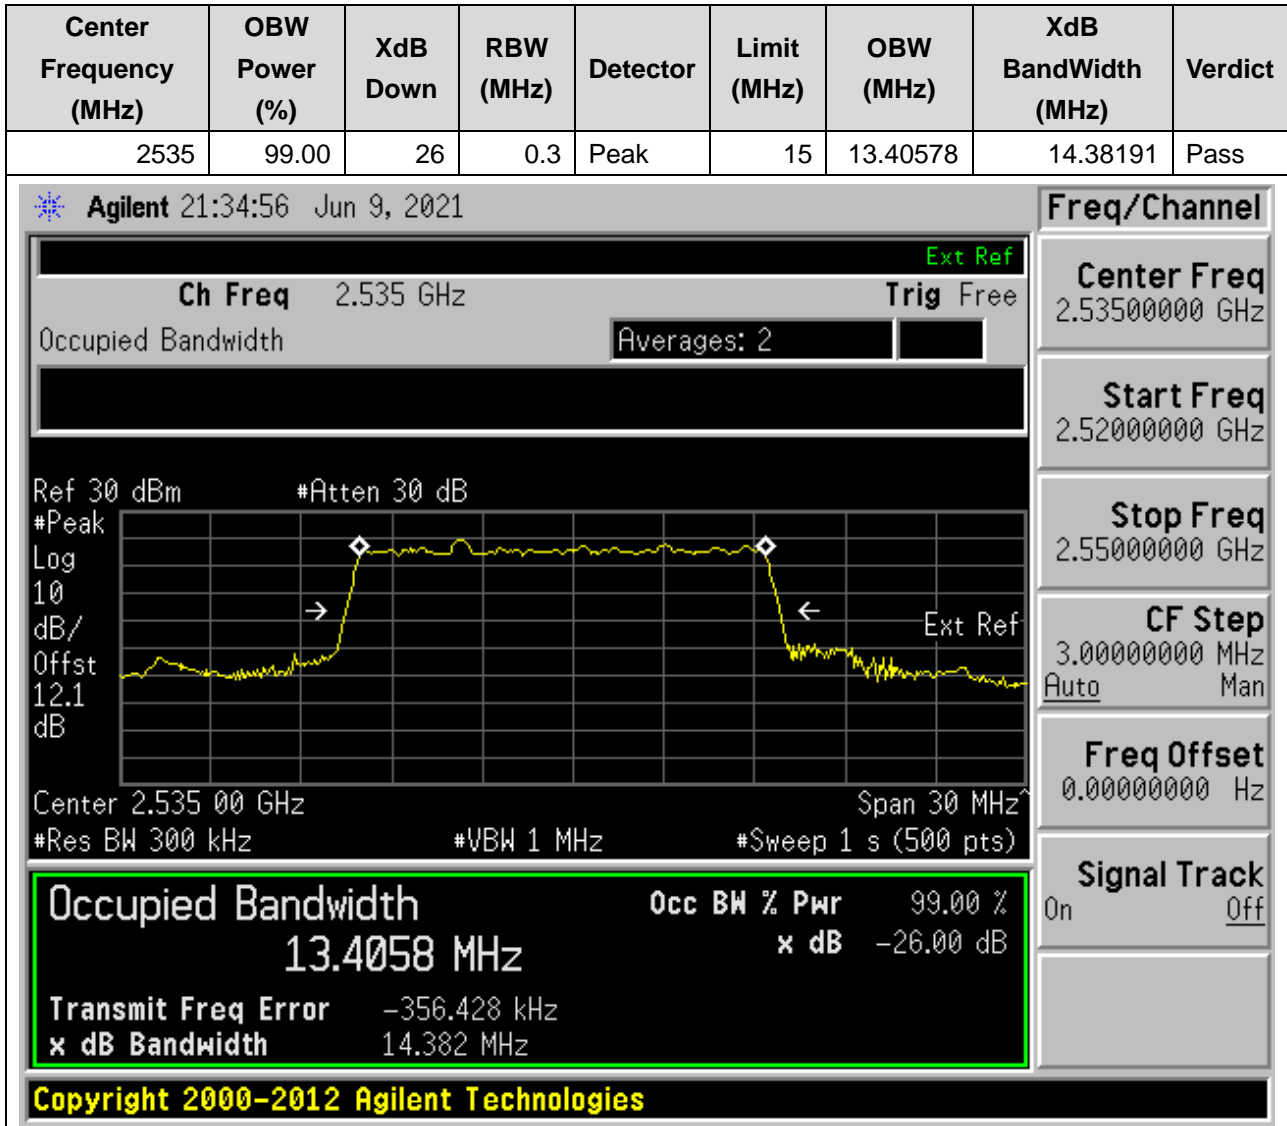 Center Frequency (MHz) OBW Power (%) XdB Down RBW (MHz) Detector Limit (MHz) OBW (MHz) XdB BandWidth (MHz) Verdict
2535 99.00 26 0.3 Peak 15 13.40578 14.38191 Pass
Agilent 21:34:56 Jun 9, 2021
Ext Ref
Ch Freq 2.535 GHz Trig Free
Occupied Bandwidth Averages: 2
Ref 30 dBm #Atten 30 dB
#Peak
Log
10
dB/
Offst
12.1
dB
Ext Ref
Center 2.535 00 GHz Span 30 MHz^
#Res BW 300 kHz #VBW 1 MHz #Sweep 1 s (500 pts)
Occupied Bandwidth Occ BW % Pwr 99.00 %
13.4058 MHz x dB -26.00 dB
Transmit Freq Error -356.428 kHz
x dB Bandwidth 14.382 MHz
Copyright 2000-2012 Agilent Technologies
Freq/Channel
Center Freq
2.53500000 GHz
Start Freq
2.52000000 GHz
Stop Freq
2.55000000 GHz
CF Step
3.00000000 MHz
Auto Man
Freq Offset
0.00000000 Hz
Signal Track
On Off